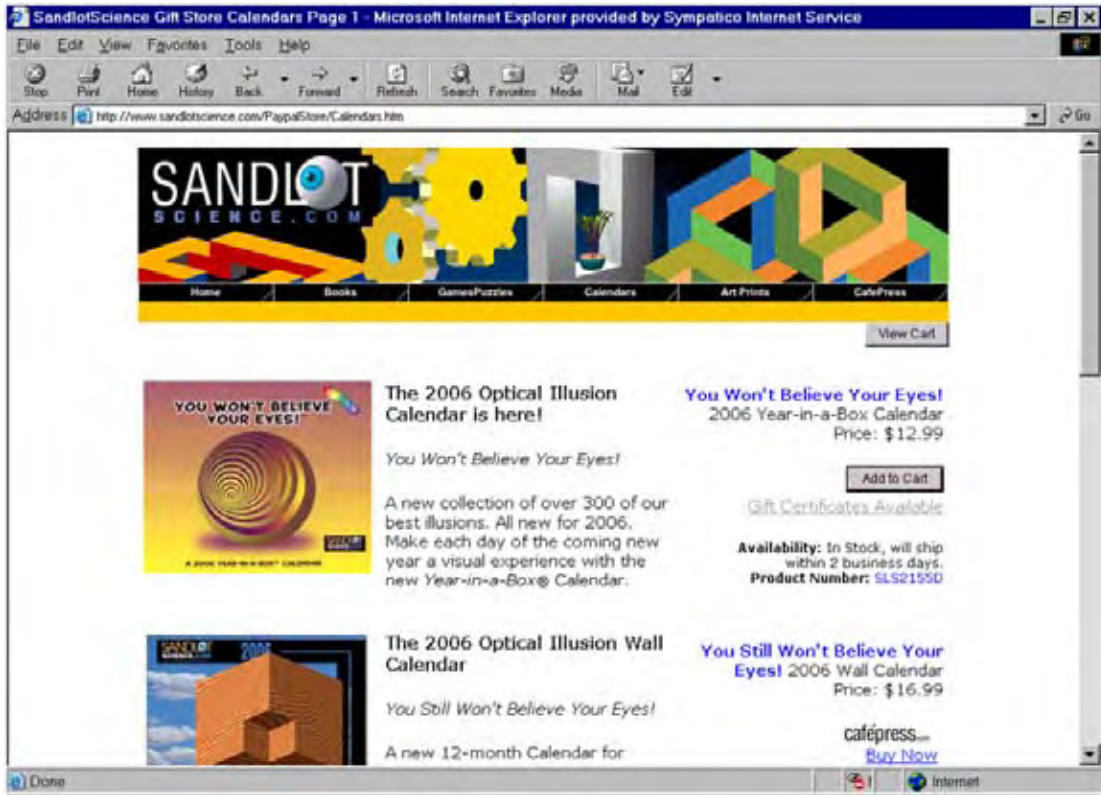 SandlotScience Gift Store Calendars Page 1 - Microsoft Internet Explorer provided by Sympatico Internet Service
File Edit View Favorites Tools Help
Stop Print Home History Back Forward Refresh Search Favorites Media Mail Edit
Address http://www.sandlotscience.com/PaypalStore/Calendars.htm Go
SANDLOT
SCIENCE.COM
Home Books GamesPuzzles Calendars Art Prints CafePress
View Cart
YOU WON'T BELIEVE
YOUR EYES!
A 2006 YEAR-IN-A-BOX™ CALENDAR
The 2006 Optical Illusion
Calendar is here!
You Won't Believe Your Eyes!
A new collection of over 300 of our
best illusions. All new for 2006.
Make each day of the coming new
year a visual experience with the
new Year-in-a-Box® Calendar.
You Won't Believe Your Eyes!
2006 Year-in-a-Box Calendar
Price: $12.99
Add to Cart
Gift Certificates Available
Availability: In Stock, will ship
within 2 business days.
Product Number: SLS2155D
SANDLOT
SCIENCE.COM
2006
The 2006 Optical Illusion Wall
Calendar
You Still Won't Believe Your Eyes!
A new 12-month Calendar for
You Still Won't Believe Your
Eyes! 2006 Wall Calendar
Price: $16.99
cafépress
Buy Now
Done Internet